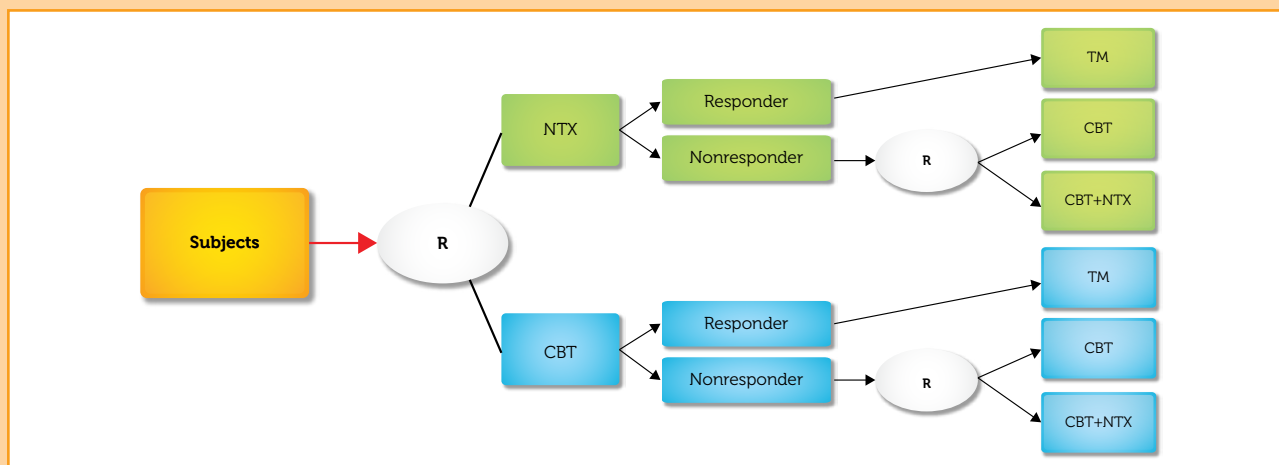 TM
Responder
NTX
CBT
Nonresponder
R
CBT+NTX
Subjects
R
TM
Responder
CBT
CBT
Nonresponder
R
CBT+NTX